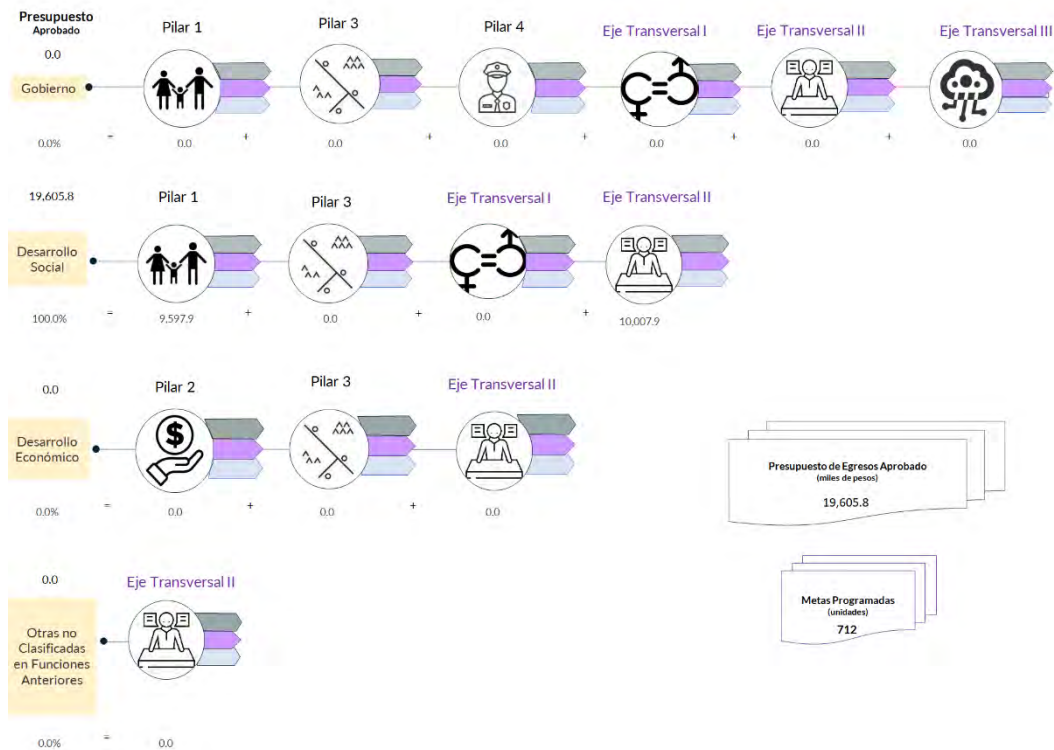 Presupuesto
Aprobado
0.0
Gobierno
0.0%
=
Pilar 1
0.0
+
Pilar 3
0.0
+
Pilar 4
0.0
+
Eje Transversal I
0.0
+
Eje Transversal II
0.0
+
Eje Transversal III
0.0
19,605.8
Desarrollo
Social
100.0%
=
Pilar 1
9,597.9
+
Pilar 3
0.0
+
Eje Transversal I
0.0
+
Eje Transversal II
10,007.9
0.0
Desarrollo
Económico
0.0%
=
Pilar 2
$
0.0
+
Pilar 3
0.0
+
Eje Transversal II
0.0
Presupuesto de Egresos Aprobado
(miles de pesos)
19,605.8
Metas Programadas
(unidades)
712
0.0
Otras no
Clasificadas
en Funciones
Anteriores
0.0%
=
Eje Transversal II
0.0